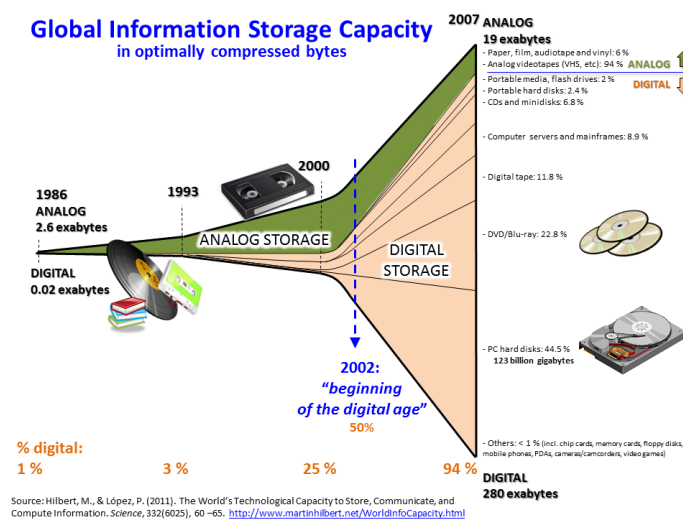 Global Information Storage Capacity
in optimally compressed bytes
2007 ANALOG
19 exabytes
- Paper, film, audiotape and vinyl: 6 %
- Analog videotapes (VHS, etc): 94 %
ANALOG
- Portable media, flash drives: 2 %
DIGITAL
- Portable hard disks: 2.4 %
- CDs and minidisks: 6.8 %
- Computer servers and mainframes: 8.9 %
- Digital tape: 11.8 %
- DVD/Blu-ray: 22.8 %
- PC hard disks: 44.5 %
123 billion gigabytes
- Others: < 1 % (incl. chip cards, memory cards, floppy disks,
mobile phones, PDAs, cameras/camcorders, video games)
DIGITAL
280 exabytes
1986
ANALOG
2.6 exabytes
DIGITAL
0.02 exabytes
1993
2000
ANALOG STORAGE
DIGITAL
STORAGE
2002:
"beginning
of the digital age"
50%
% digital:
1 %
3 %
25 %
94 %
Source: Hilbert, M., & López, P. (2011). The World's Technological Capacity to Store, Communicate, and
Compute Information. Science, 332(6025), 60 –65. http://www.martinhilbert.net/WorldInfoCapacity.html